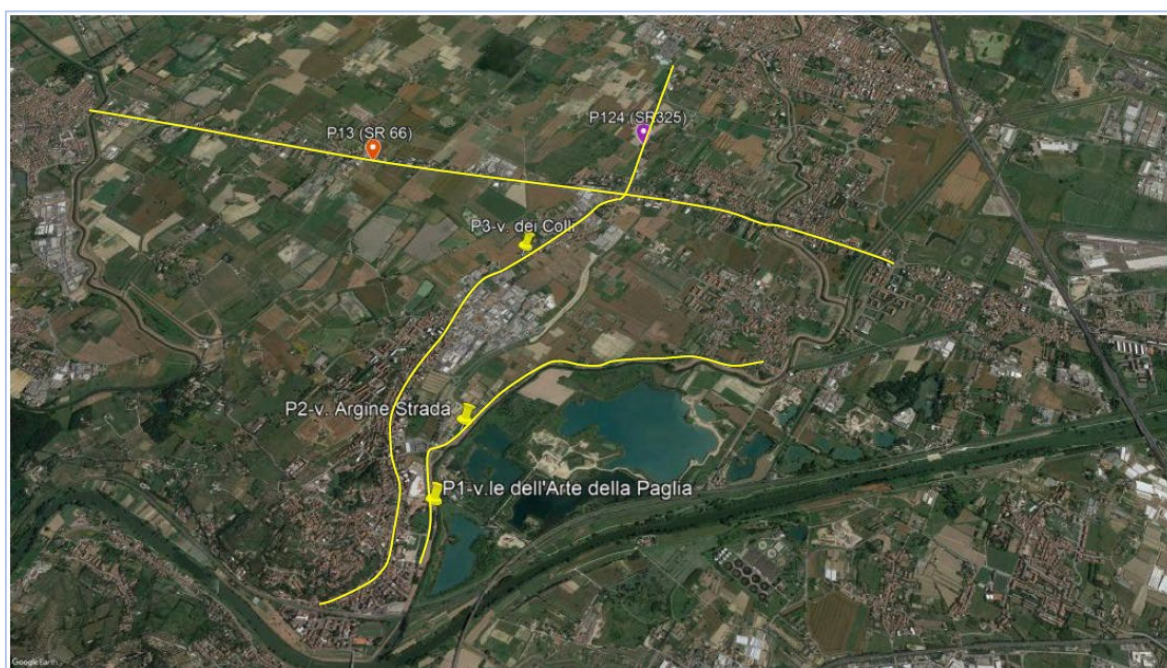 P124 (SR325)
P13 (SR 66)
P3-v. dei Colli
P2-v. Argine Strada
P1-v.le dell'Arte della Paglia
Google Earth